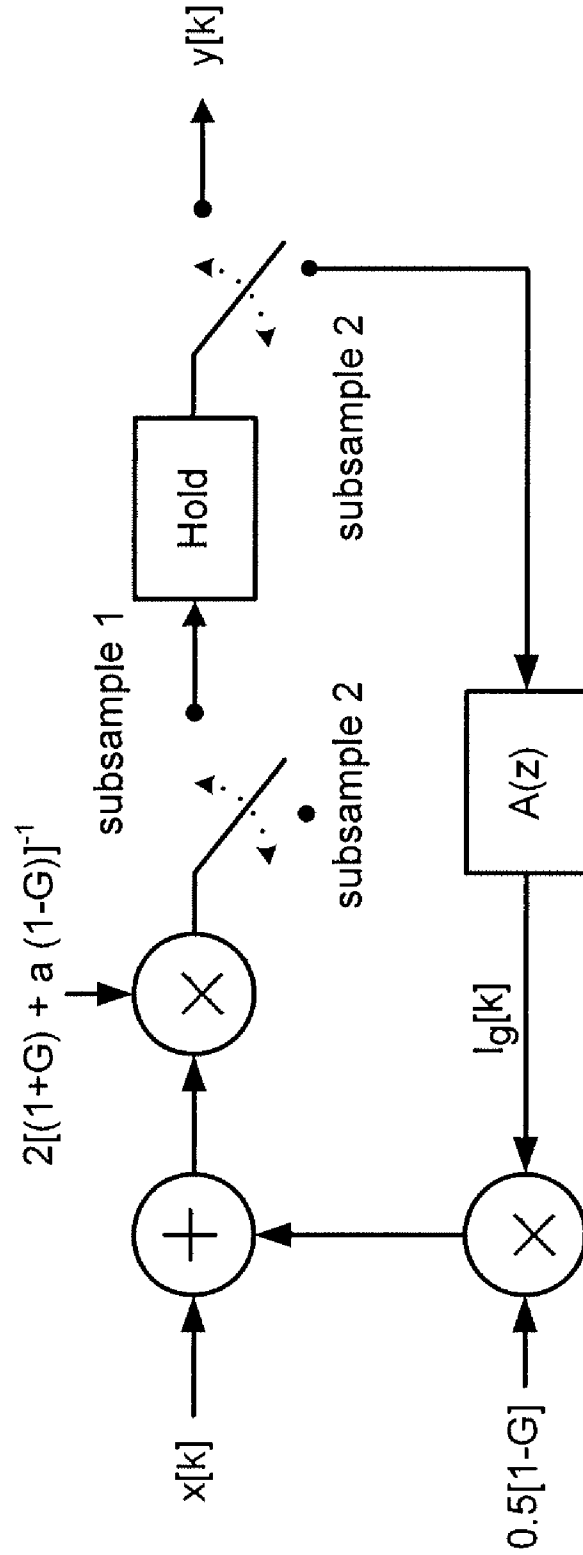 2[(1+G) + a (1-G)]-1
subsample 1
x[k]
+
×
Hold
y[k]
subsample 2
subsample 2
0.5[1-G]
×
lg[k]
A(z)